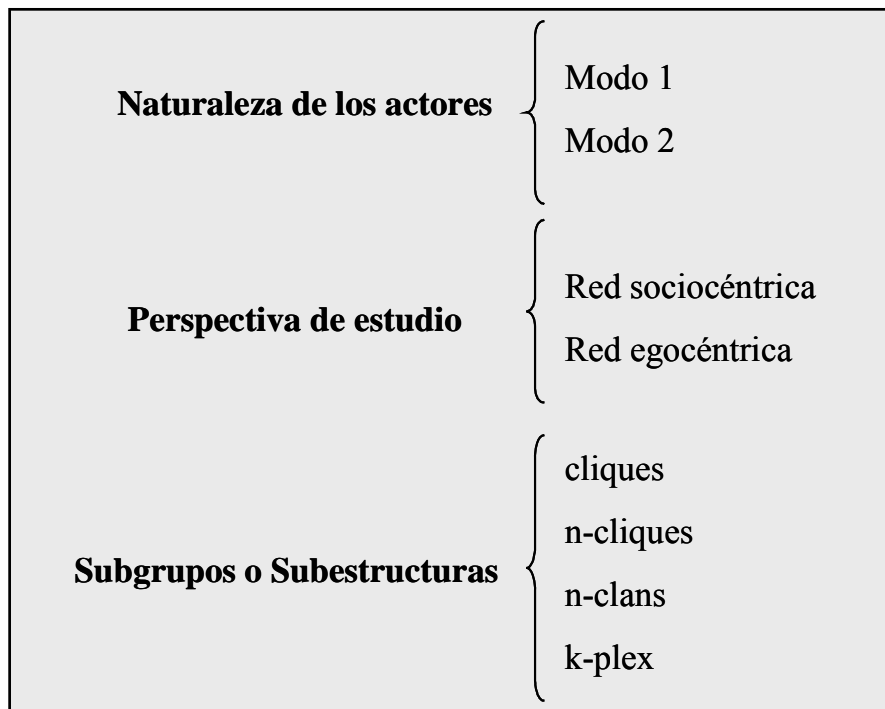 Naturaleza de los actores
Modo 1
Modo 2
Perspectiva de estudio
Red sociocéntrica
Red egocéntrica
Subgrupos o Subestructuras
cliques
n-cliques
n-clans
k-plex